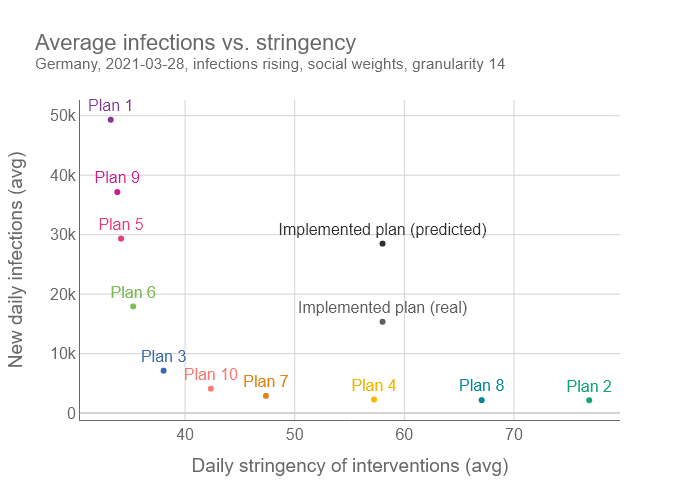 Average infections vs. stringency
Germany, 2021-03-28, infections rising, social weights, granularity 14
New daily infections (avg)
50k
40k
30k
20k
10k
0
Plan 1
Plan 9
Plan 5
Implemented plan (predicted)
Plan 6
Implemented plan (real)
Plan 3
Plan 10
Plan 7
Plan 4
Plan 8
Plan 2
40
50
60
70
Daily stringency of interventions (avg)